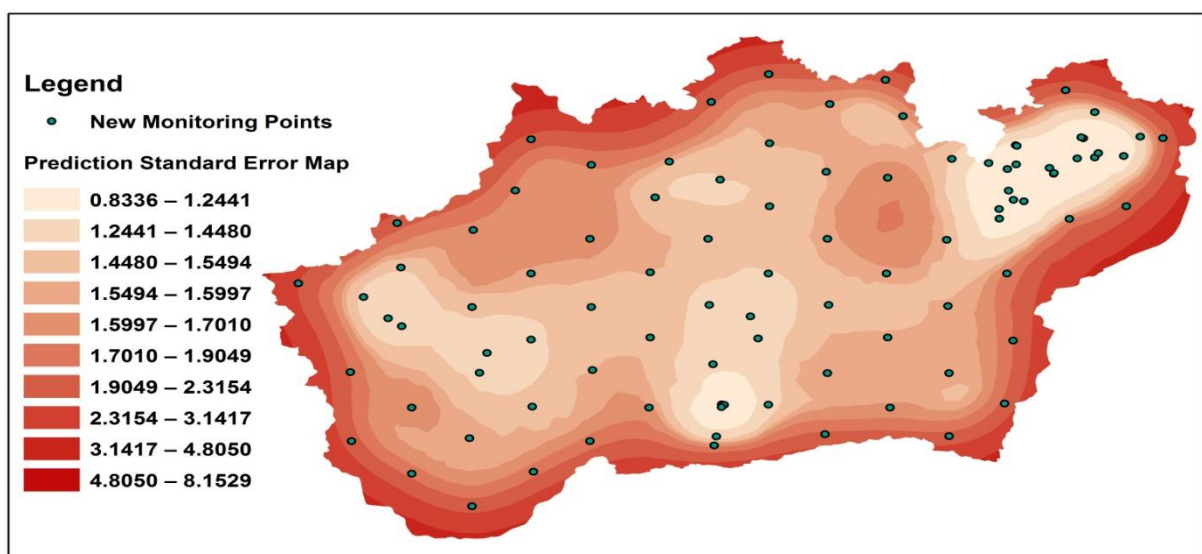 Legend
New Monitoring Points
Prediction Standard Error Map
0.8336 – 1.2441
1.2441 – 1.4480
1.4480 – 1.5494
1.5494 – 1.5997
1.5997 – 1.7010
1.7010 – 1.9049
1.9049 – 2.3154
2.3154 – 3.1417
3.1417 – 4.8050
4.8050 – 8.1529